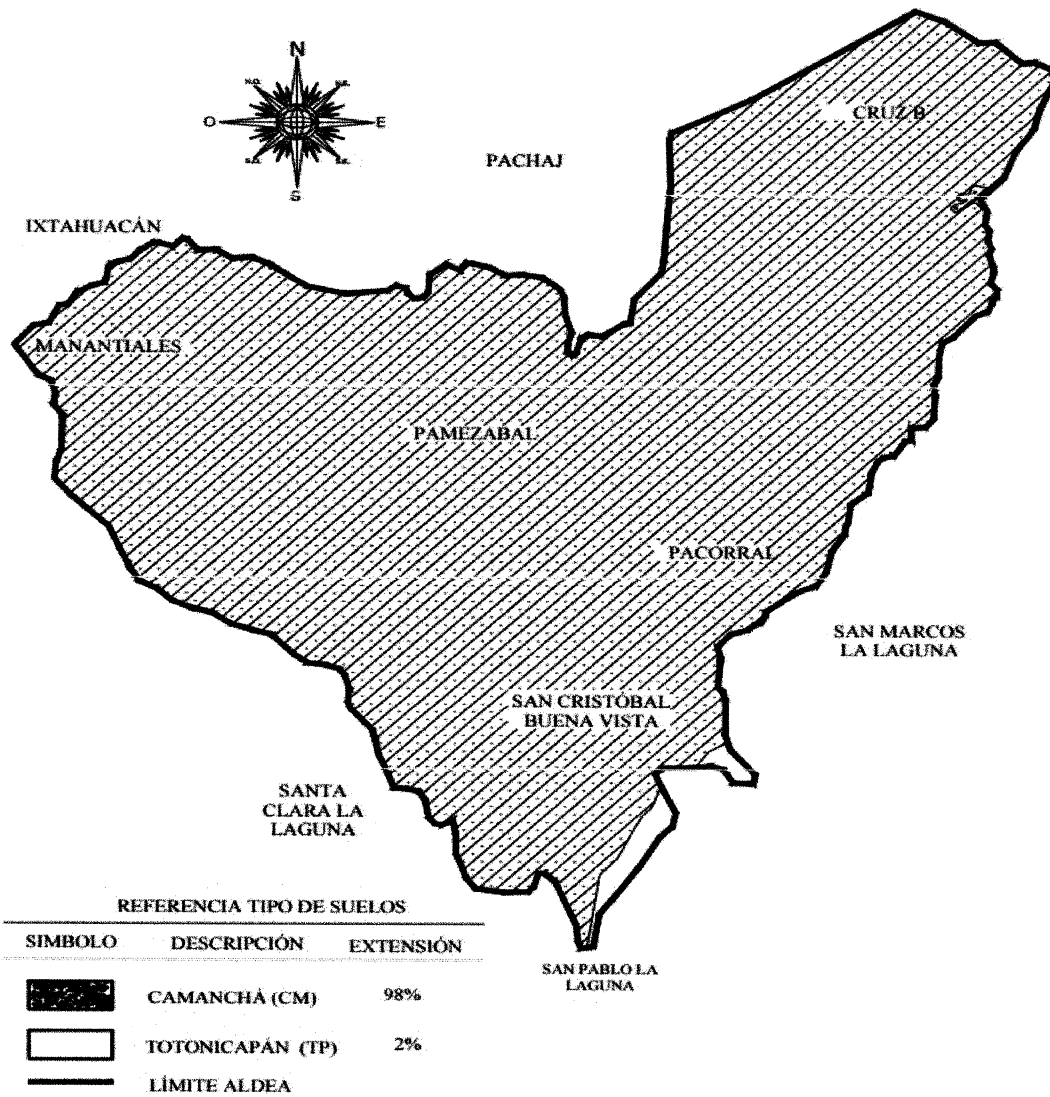 N
O
E
S
PACHAJ
CRUZ B
IXTAHUACÁN
MANANTIALES
PAMEZABAL
PACORRAL
SAN MARCOS
LA LAGUNA
SAN CRISTÓBAL
BUENA VISTA
SANTA
CLARA LA
LAGUNA
SAN PABLO LA
LAGUNA
REFERENCIA TIPO DE SUELOS
SIMBOLO DESCRIPCIÓN EXTENSIÓN
CAMANCHÁ (CM) 98%
TOTONICAPÁN (TP) 2%
LÍMITE ALDEA